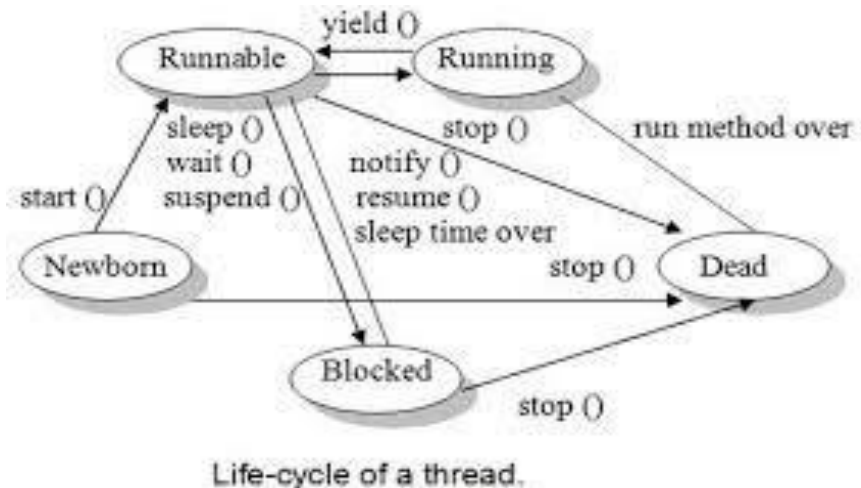 yield ()
Runnable
Running
sleep ()
stop ()
run method over
wait ()
notify ()
start ()
suspend ()
resume ()
sleep time over
Newborn
stop ()
Dead
Blocked
stop ()
Life-cycle of a thread.